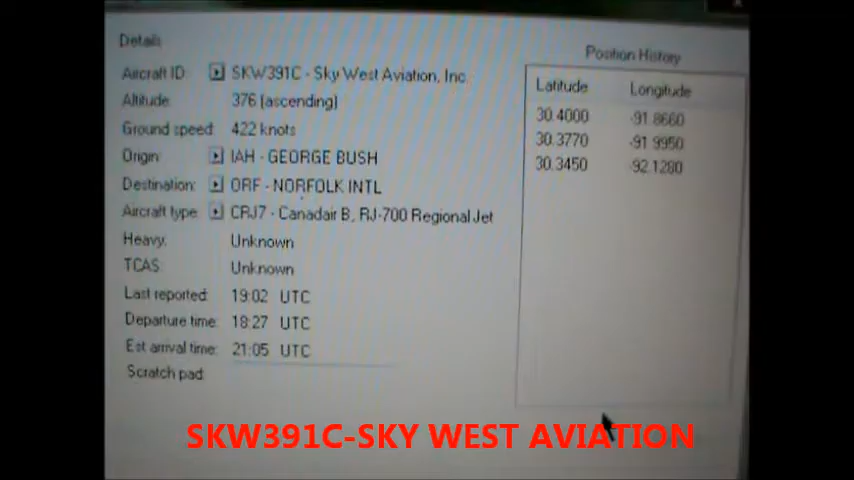 Details
Aircraft ID: SKW391C - Sky West Aviation, Inc.
Altitude: 376 (ascending)
Ground speed: 422 knots
Origin: IAH - GEORGE BUSH
Destination: ORF - NORFOLK INTL
Aircraft type: CRJ7 - Canadair B, RJ-700 Regional Jet
Heavy: Unknown
TCAS: Unknown
Last reported: 19:02 UTC
Departure time: 18:27 UTC
Est arrival time: 21:05 UTC
Scratch pad:
Position History
Latitude Longitude
30.4000 -91.8660
30.3770 -91.9950
30.3450 -92.1280
SKW391C-SKY WEST AVIATION